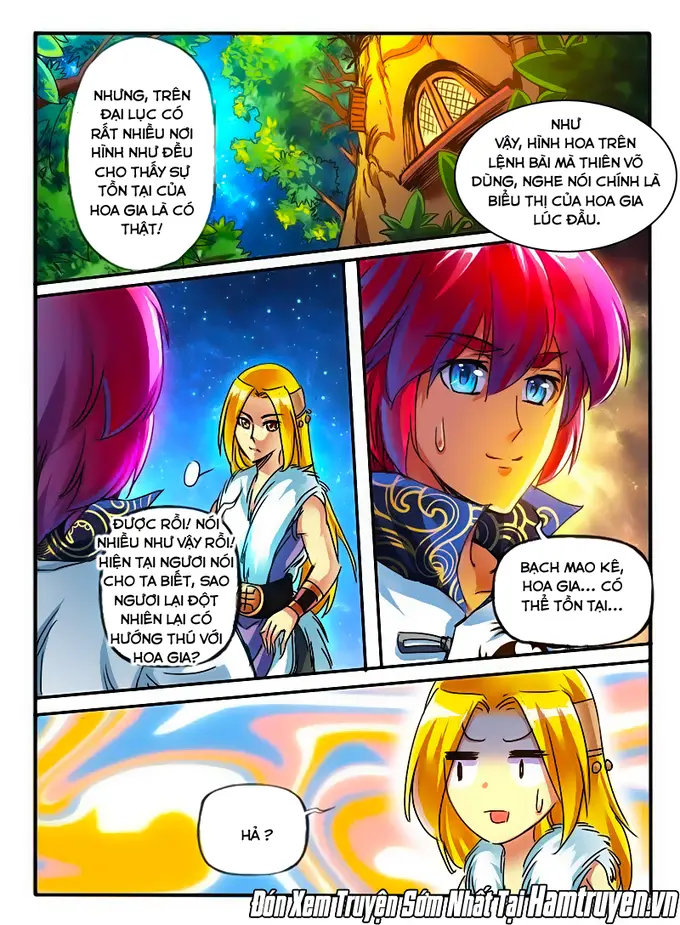 NHƯNG, TRÊN
ĐẠI LỤC CÓ
RẤT NHIỀU NƠI
HÌNH NHƯ ĐỀU
CHO THẤY SỰ
TỒN TẠI CỦA
HOA GIA LÀ CÓ
THẬT!
NHƯ
VẬY, HÌNH HOA TRÊN
LỆNH BÀI MÀ THIÊN VÕ
DÙNG, NGHE NÓI CHÍNH LÀ
BIỂU THỊ CỦA HOA GIA
LÚC ĐẦU.
ĐƯỢC RỒI! NÓI
NHIỀU NHƯ VẬY RỒI!
HIỆN TẠI NGƯƠI NÓI
CHO TA BIẾT, SAO
NGƯƠI LẠI ĐỘT
NHIÊN LẠI CÓ
HƯỚNG THÚ VỚI
HOA GIA?
BẠCH MAO KÊ,
HOA GIA... CÓ
THỂ TỒN TẠI...
HẢ ?
Đón Xem Truyện Sớm Nhất Tại Hamtruyen.vn